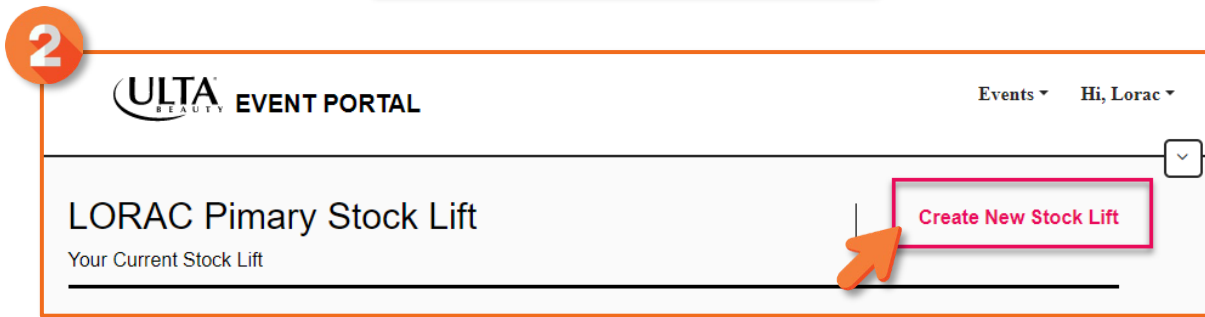 2
ULTA BEAUTY EVENT PORTAL
Events Hi, Lorac
LORAC Pimary Stock Lift
Create New Stock Lift
Your Current Stock Lift